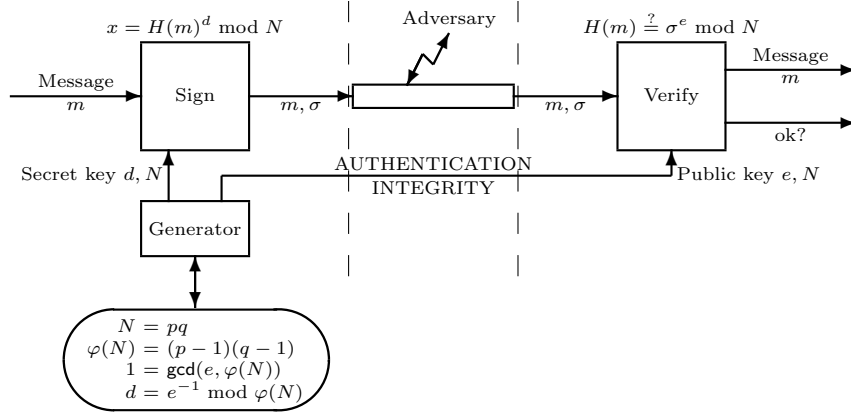 x = H(m)^d mod N
Adversary
H(m) ≟ σ^e mod N
Message
m
Sign
m, σ
m, σ
Verify
Message
m
ok?
Secret key d, N
AUTHENTICATION
INTEGRITY
Public key e, N
Generator
N = pq
φ(N) = (p − 1)(q − 1)
1 = gcd(e, φ(N))
d = e^−1 mod φ(N)